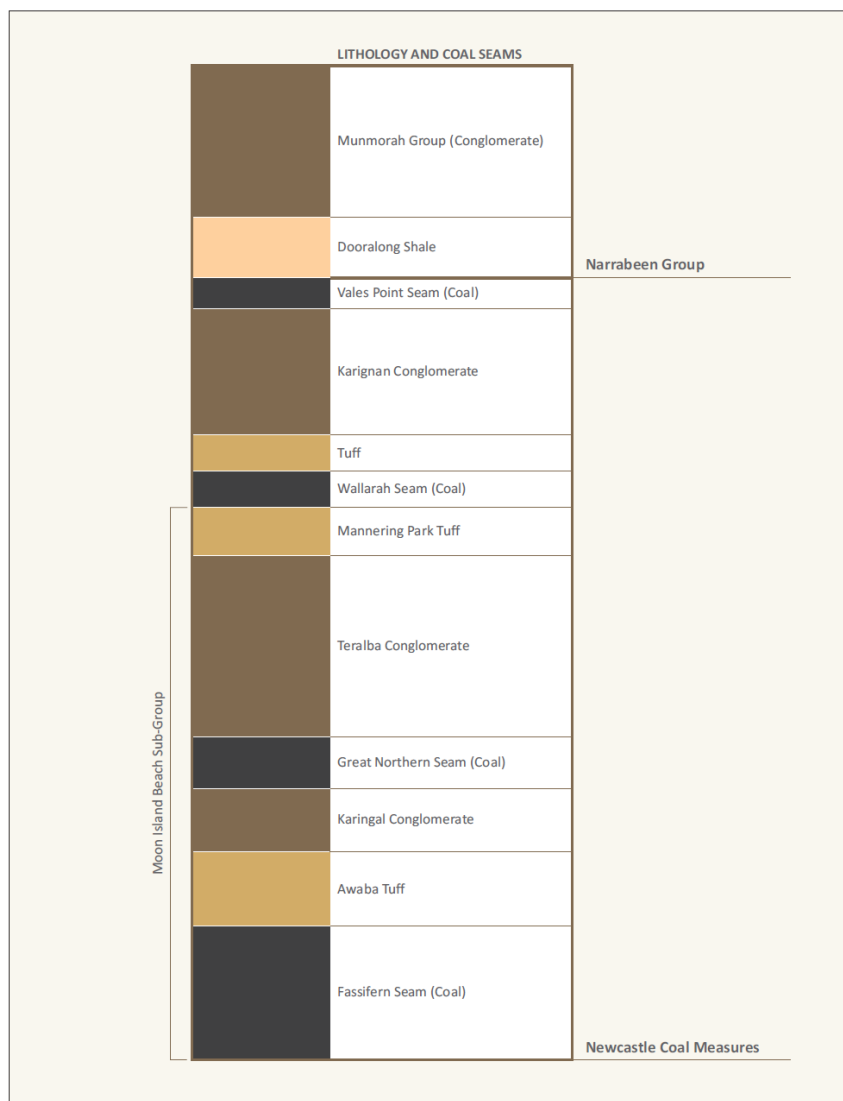 LITHOLOGY AND COAL SEAMS
Munmorah Group (Conglomerate)
Dooralong Shale
Narrabeen Group
Vales Point Seam (Coal)
Karignan Conglomerate
Tuff
Wallarah Seam (Coal)
Mannering Park Tuff
Teralba Conglomerate
Moon Island Beach Sub-Group
Great Northern Seam (Coal)
Karingal Conglomerate
Awaba Tuff
Fassifern Seam (Coal)
Newcastle Coal Measures